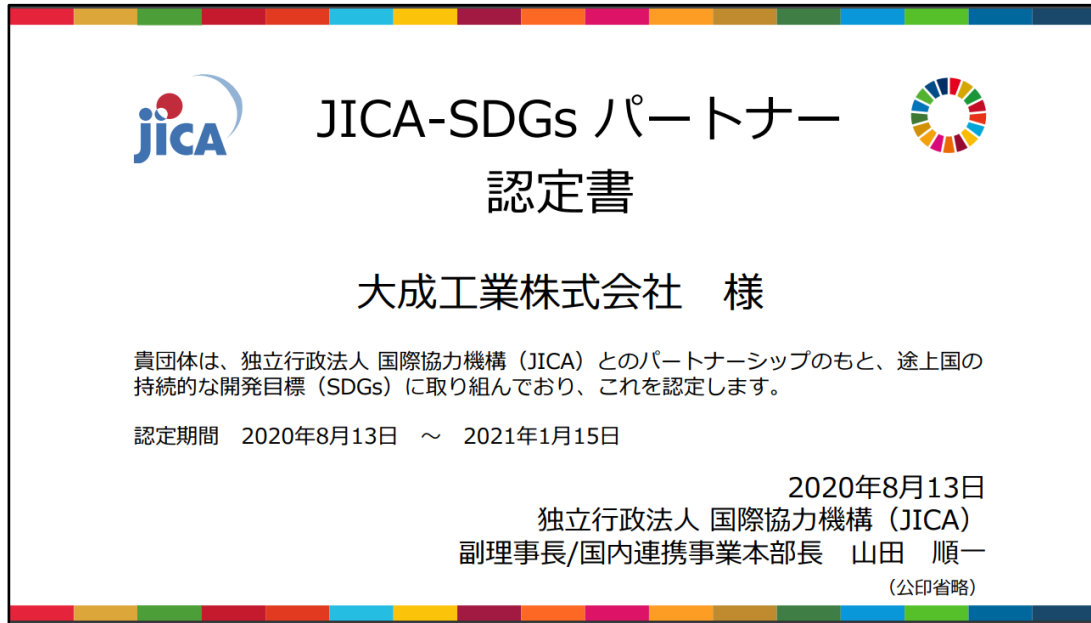 JICA
JICA-SDGs パートナー
認定書
大成工業株式会社　様
貴団体は、独立行政法人 国際協力機構（JICA）とのパートナーシップのもと、途上国の
持続的な開発目標（SDGs）に取り組んでおり、これを認定します。
認定期間　2020年8月13日　～　2021年1月15日
2020年8月13日
独立行政法人 国際協力機構（JICA）
副理事長/国内連携事業本部長　山田　順一
（公印省略）